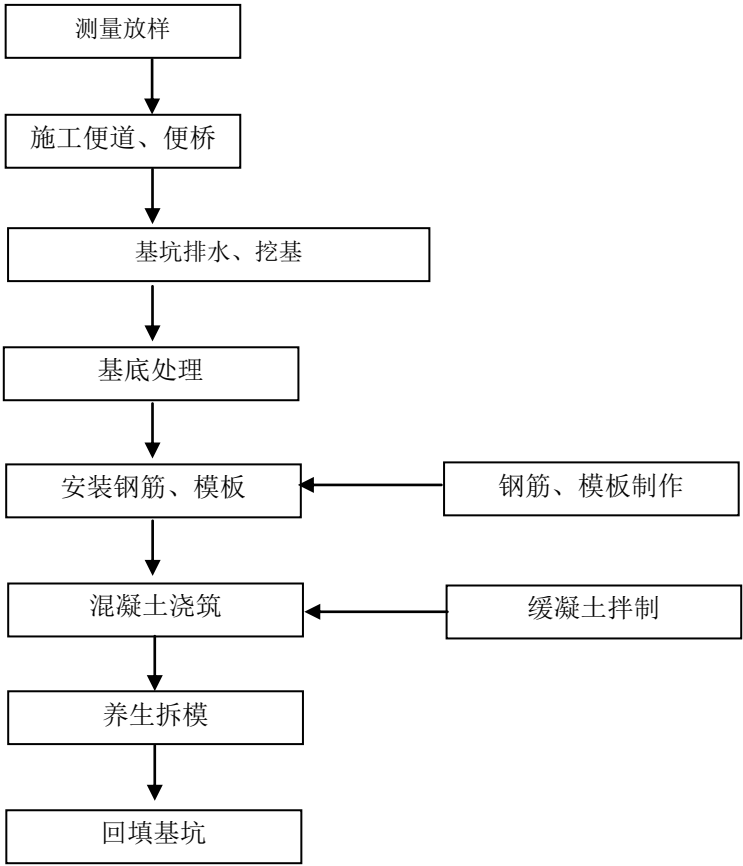 测量放样
施工便道、便桥
基坑排水、挖基
基底处理
安装钢筋、模板
钢筋、模板制作
混凝土浇筑
缓凝土拌制
养生拆模
回填基坑